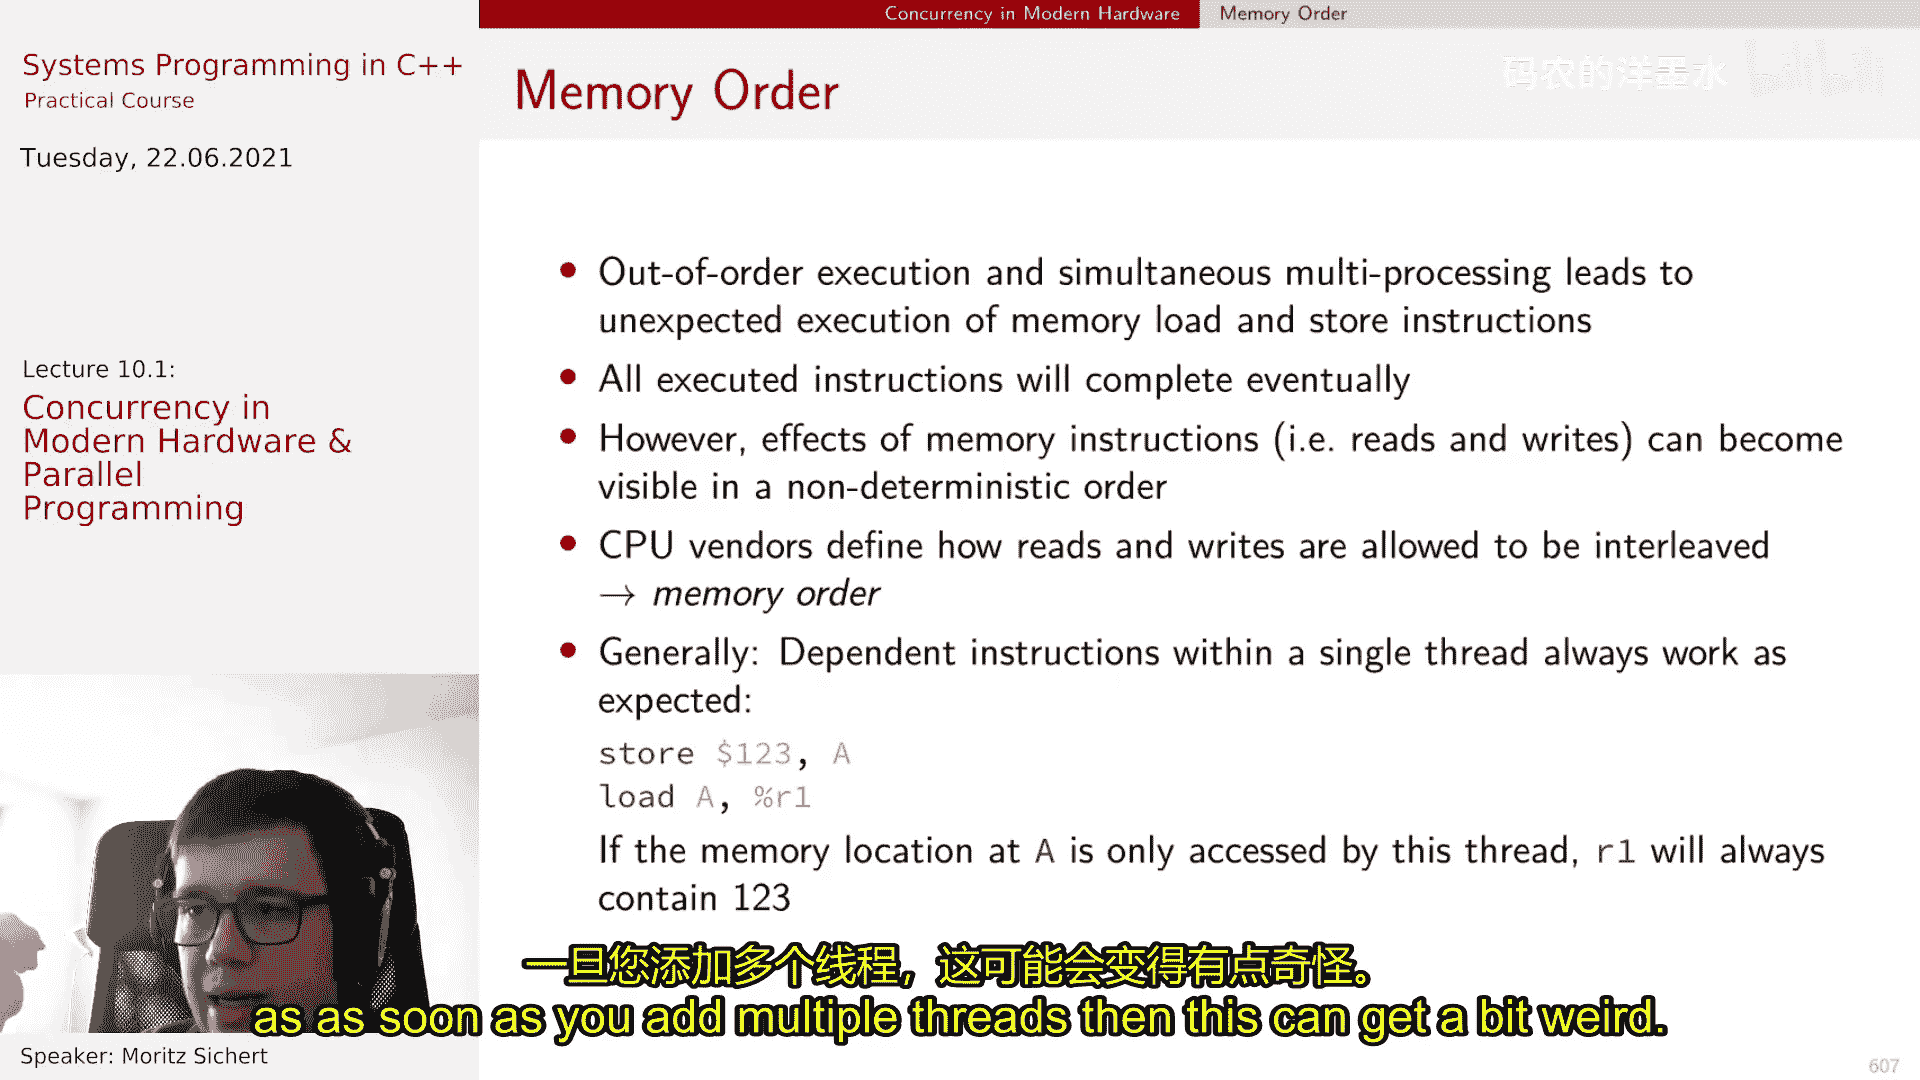 Concurrency in Modern Hardware Memory Order
Systems Programming in C++
Practical Course
Tuesday, 22.06.2021
Lecture 10.1:
Concurrency in
Modern Hardware &
Parallel
Programming
Memory Order
码农的洋墨水 bilibili
• Out-of-order execution and simultaneous multi-processing leads to
unexpected execution of memory load and store instructions
• All executed instructions will complete eventually
• However, effects of memory instructions (i.e. reads and writes) can become
visible in a non-deterministic order
• CPU vendors define how reads and writes are allowed to be interleaved
→ memory order
• Generally: Dependent instructions within a single thread always work as
expected:
store $123, A
load A, %r1
If the memory location at A is only accessed by this thread, r1 will always
contain 123
一旦您添加多个线程，这可能会变得有点奇怪。
as as soon as you add multiple threads then this can get a bit weird.
Speaker: Moritz Sichert
607